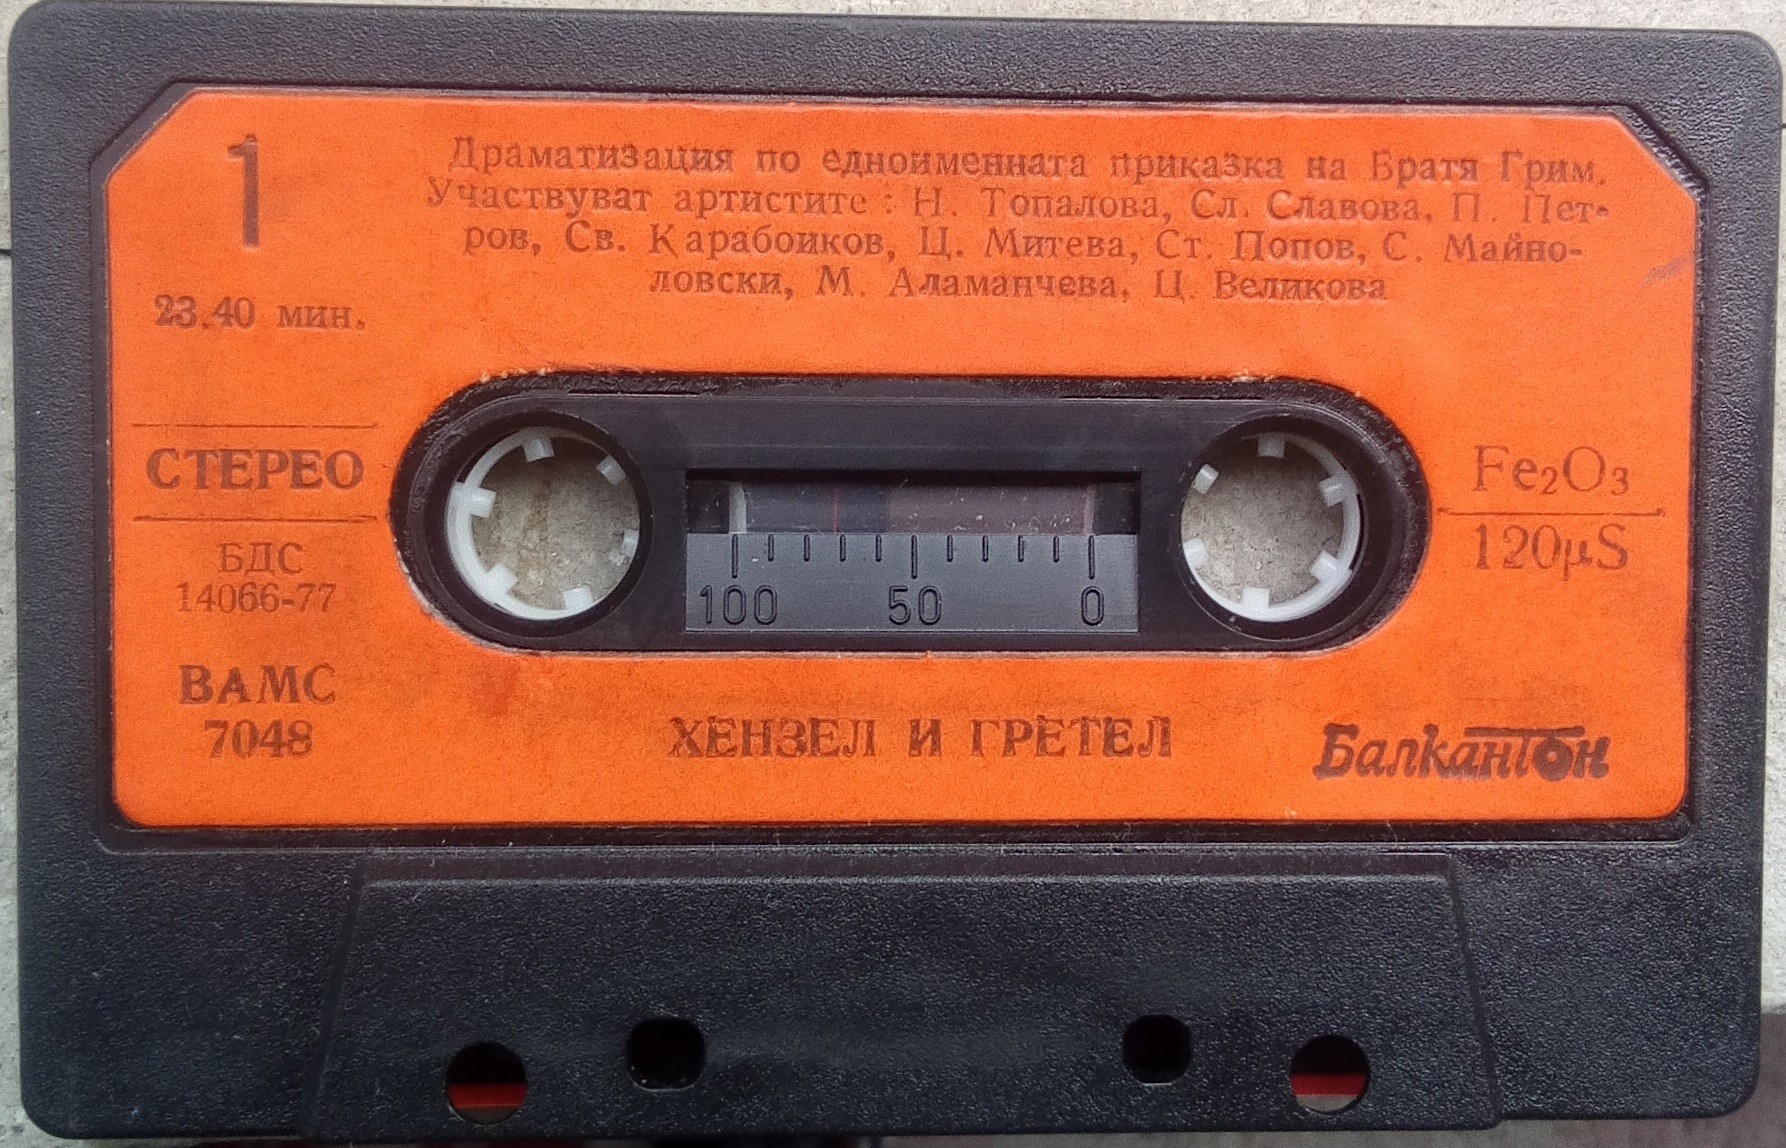 1
Драматизация по едноименната приказка на Братя Грим.
Участвуват артистите: Н. Топалова, Сл. Славова, П. Пет-
ров, Св. Карабоиков, Ц. Митева, Ст. Попов, С. Майно-
ловски, М. Аламанчева, Ц. Великова
23.40 мин.
СТЕРЕО
БДС
14066-77
ВАМС
7048
100 50 0
Fe₂O₃
120µS
ХЕНЗЕЛ И ГРЕТЕЛ
Балкантон